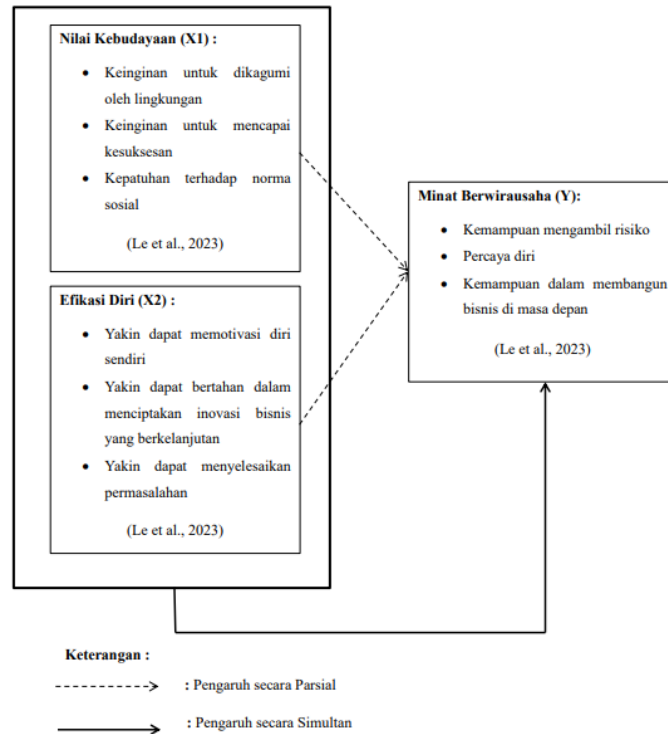 Nilai Kebudayaan (X1) :
• Keinginan untuk dikagumi
oleh lingkungan
• Keinginan untuk mencapai
kesuksesan
• Kepatuhan terhadap norma
sosial
(Le et al., 2023)
Efikasi Diri (X2) :
• Yakin dapat memotivasi diri
sendiri
• Yakin dapat bertahan dalam
menciptakan inovasi bisnis
yang berkelanjutan
• Yakin dapat menyelesaikan
permasalahan
(Le et al., 2023)
Minat Berwirausaha (Y):
• Kemampuan mengambil risiko
• Percaya diri
• Kemampuan dalam membangun
bisnis di masa depan
(Le et al., 2023)
Keterangan :
: Pengaruh secara Parsial
: Pengaruh secara Simultan